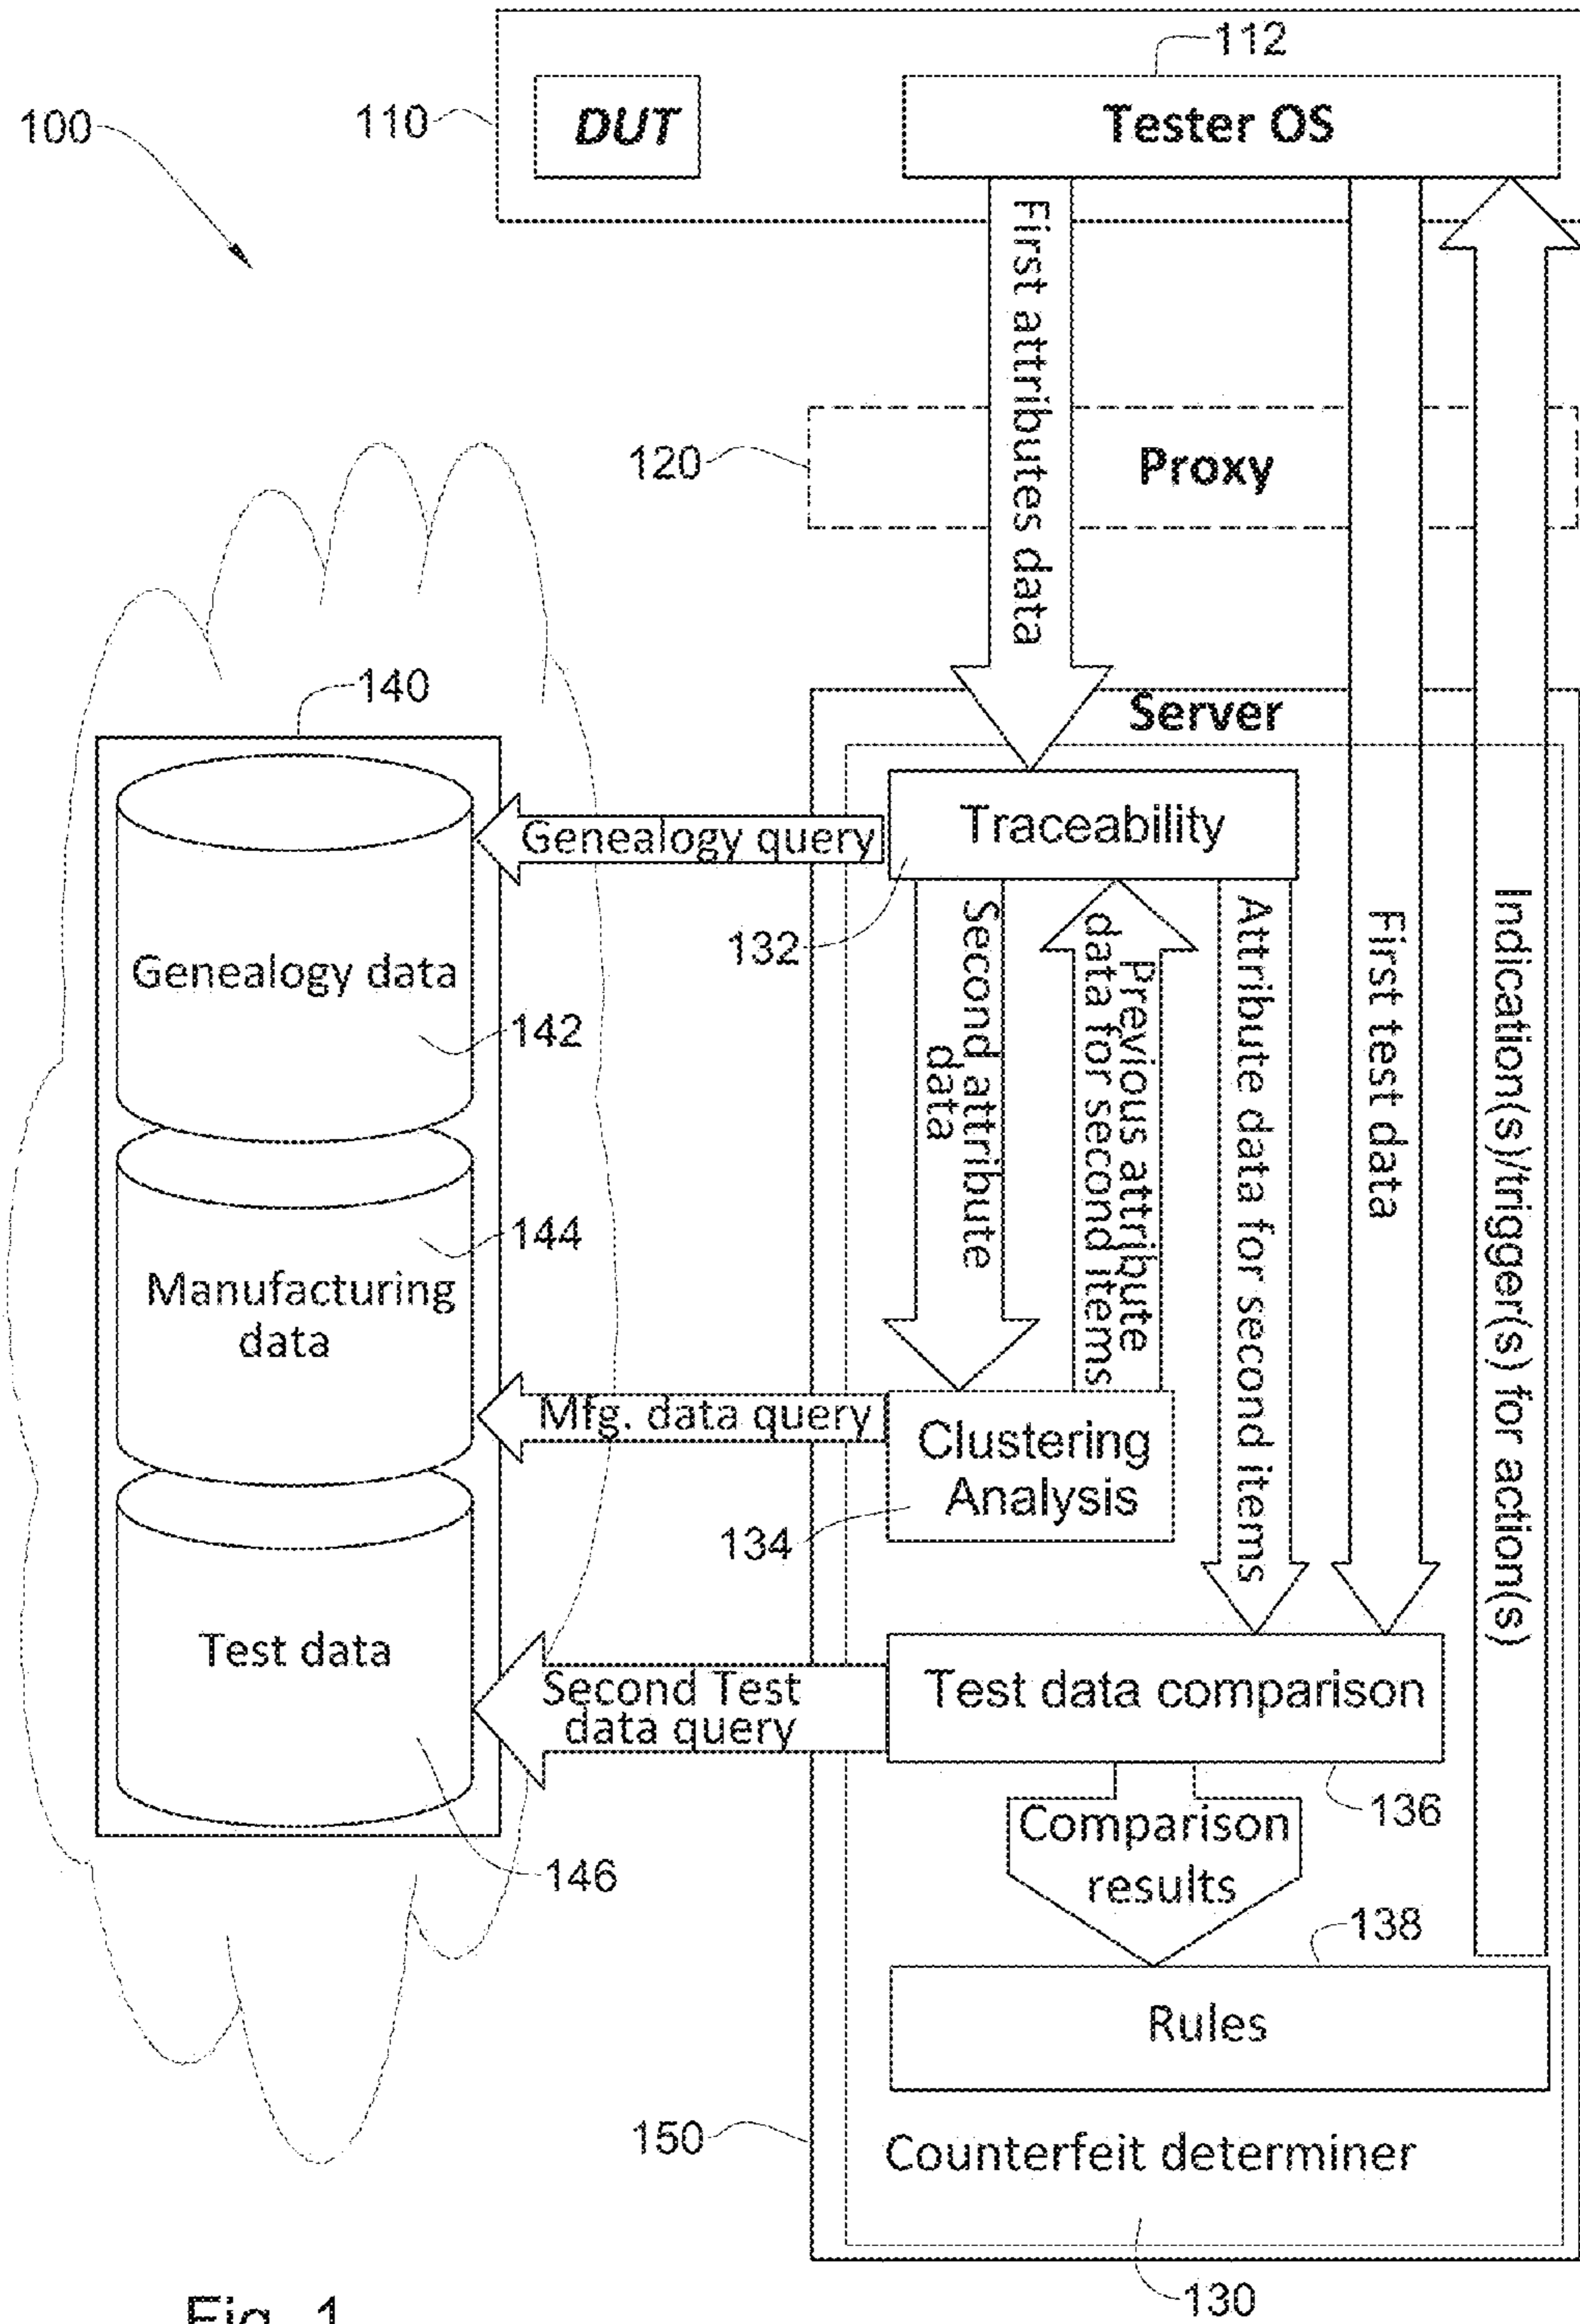 112
100
110
DUT
Tester OS
First attributes data
120
Proxy
140
Server
Genealogy query
Traceability
132
Genealogy data
142
Second attribute
data
Previous attribute
data for second items
Attribute data for second items
First test data
Indication(s)/trigger(s) for action(s)
144
Manufacturing
data
Mfg. data query
Clustering
Analysis
134
Test data
Second Test
data query
Test data comparison
136
Comparison
results
146
138
Rules
150
Counterfeit determiner
130
Fig. 1